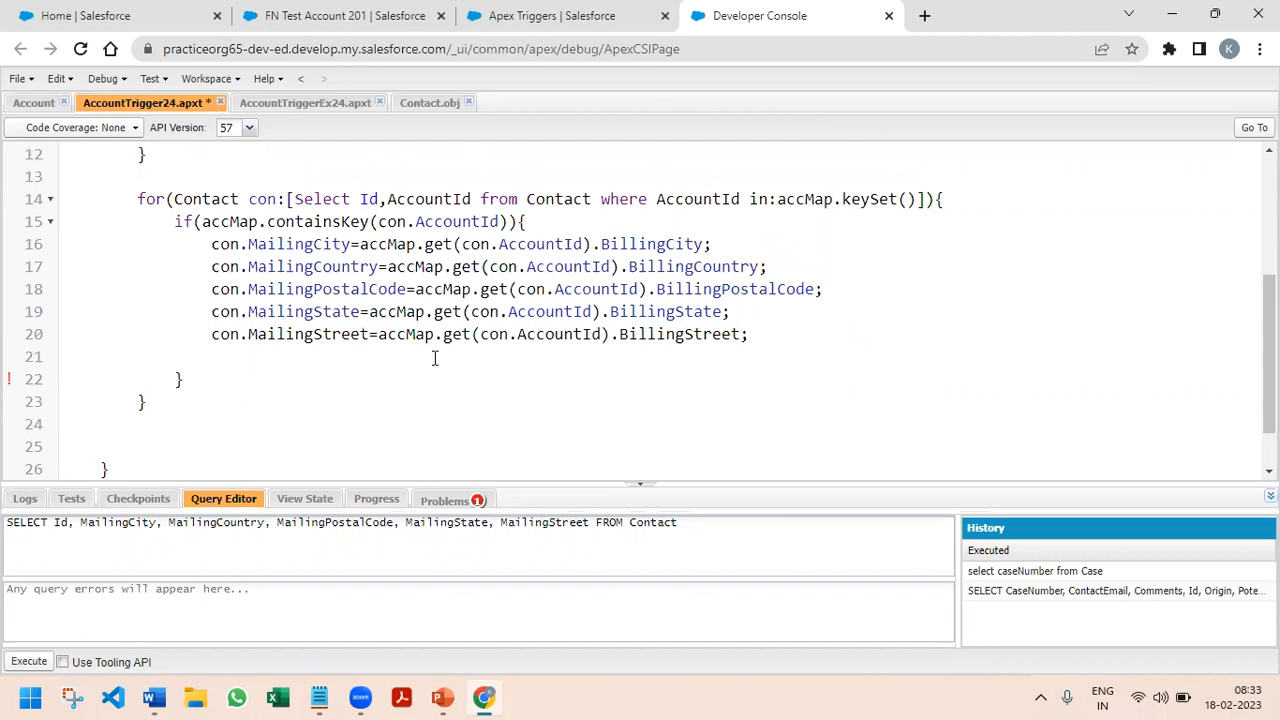 Home | Salesforce
FN Test Account 201 | Salesforce
Apex Triggers | Salesforce
Developer Console
practiceorg65-dev-ed.develop.my.salesforce.com/_ui/common/apex/debug/ApexCSIPage
K
File Edit Debug Test Workspace Help < >
Account AccountTrigger24.apxt * AccountTriggerEx24.apxt Contact.obj
Code Coverage: None API Version: 57 Go To
12 }
13
14 for(Contact con:[Select Id,AccountId from Contact where AccountId in:accMap.keySet()]){
15 if(accMap.containsKey(con.AccountId)){
16 con.MailingCity=accMap.get(con.AccountId).BillingCity;
17 con.MailingCountry=accMap.get(con.AccountId).BillingCountry;
18 con.MailingPostalCode=accMap.get(con.AccountId).BillingPostalCode;
19 con.MailingState=accMap.get(con.AccountId).BillingState;
20 con.MailingStreet=accMap.get(con.AccountId).BillingStreet;
21
! 22 }
23 }
24
25
26 }
Logs Tests Checkpoints Query Editor View State Progress Problems 1
SELECT Id, MailingCity, MailingCountry, MailingPostalCode, MailingState, MailingStreet FROM Contact
Any query errors will appear here...
History
Executed
select caseNumber from Case
SELECT CaseNumber, ContactEmail, Comments, Id, Origin, Pote...
Execute Use Tooling API
ENG
IN
08:33
18-02-2023